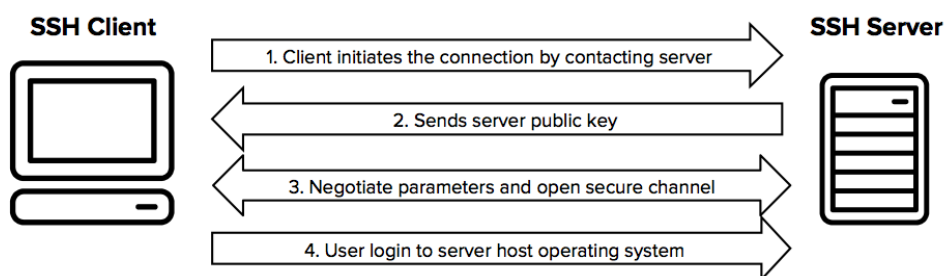 SSH Client
SSH Server
1. Client initiates the connection by contacting server
2. Sends server public key
3. Negotiate parameters and open secure channel
4. User login to server host operating system